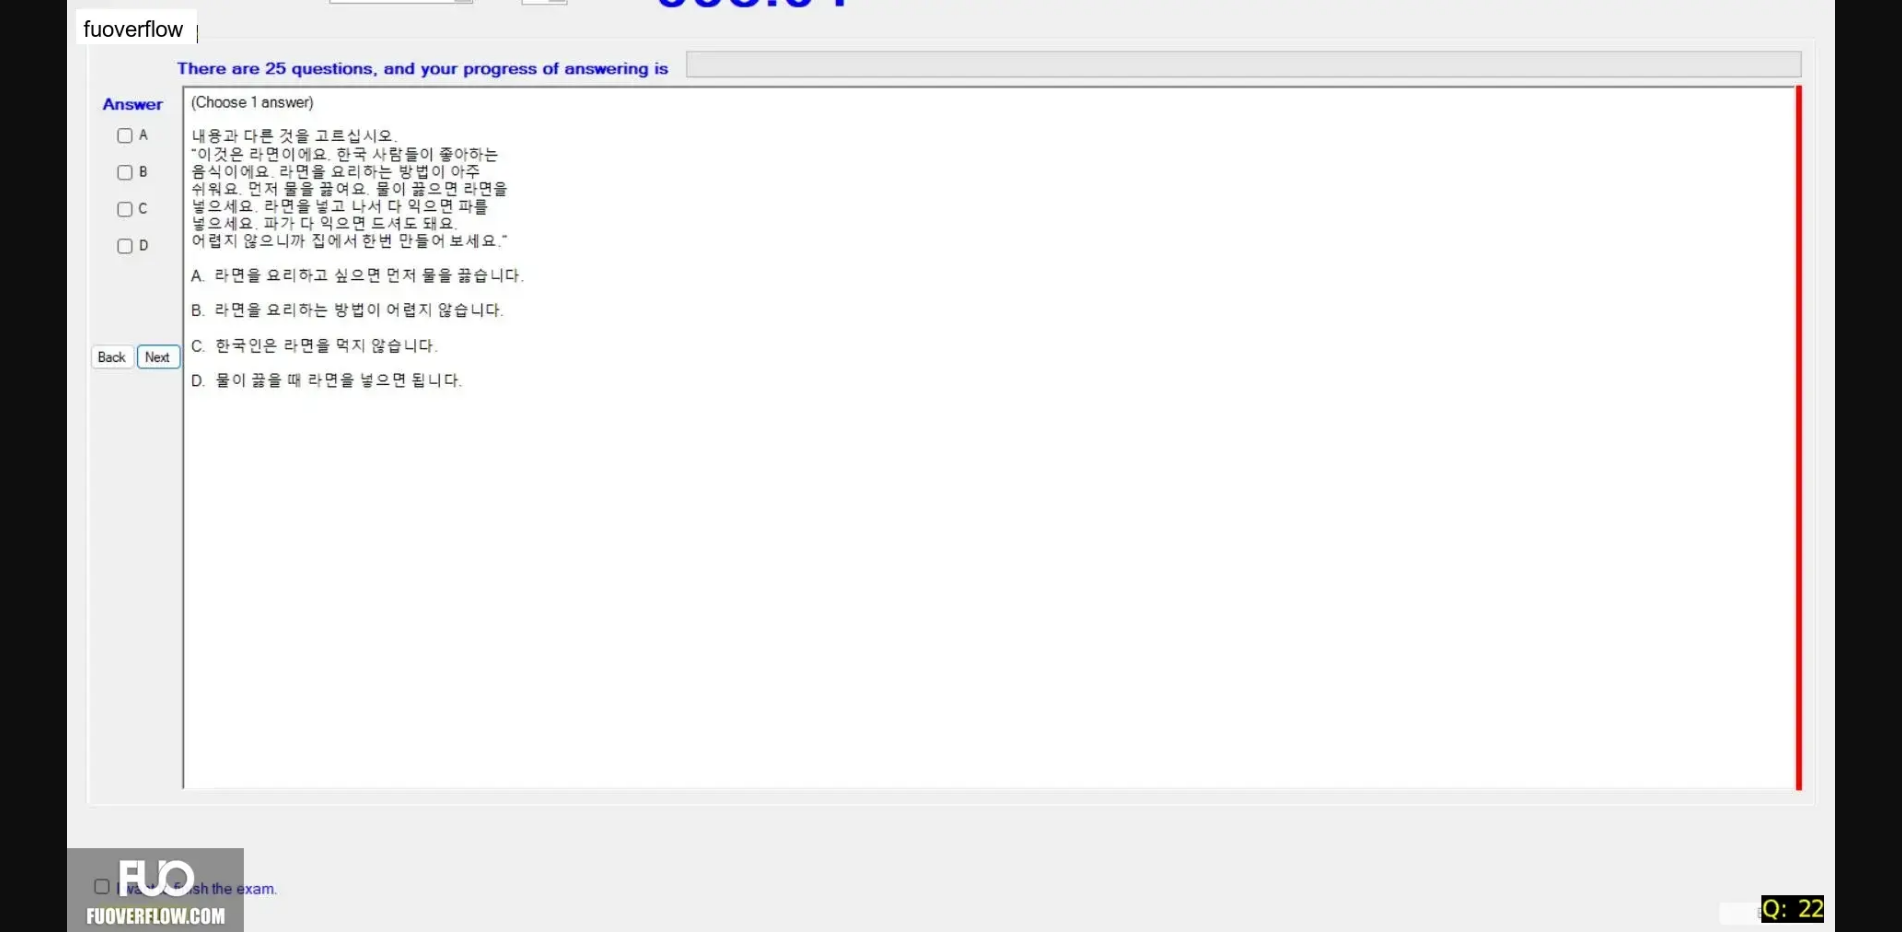 fuoverflow
There are 25 questions, and your progress of answering is
Answer
(Choose 1 answer)
A
B
C
D
내용과 다른 것을 고르십시오.
"이것은 라면이에요. 한국 사람들이 좋아하는
음식이에요. 라면을 요리하는 방법이 아주
쉬워요. 먼저 물을 끓여요. 물이 끓으면 라면을
넣으세요. 라면을 넣고 나서 다 익으면 파를
넣으세요. 파가 다 익으면 드셔도 돼요.
어렵지 않으니까 집에서 한번 만들어 보세요."
A. 라면을 요리하고 싶으면 먼저 물을 끓습니다.
B. 라면을 요리하는 방법이 어렵지 않습니다.
C. 한국인은 라면을 먹지 않습니다.
D. 물이 끓을 때 라면을 넣으면 됩니다.
Back
Next
FUO
the exam.
FUOVERFLOW.COM
Q: 22